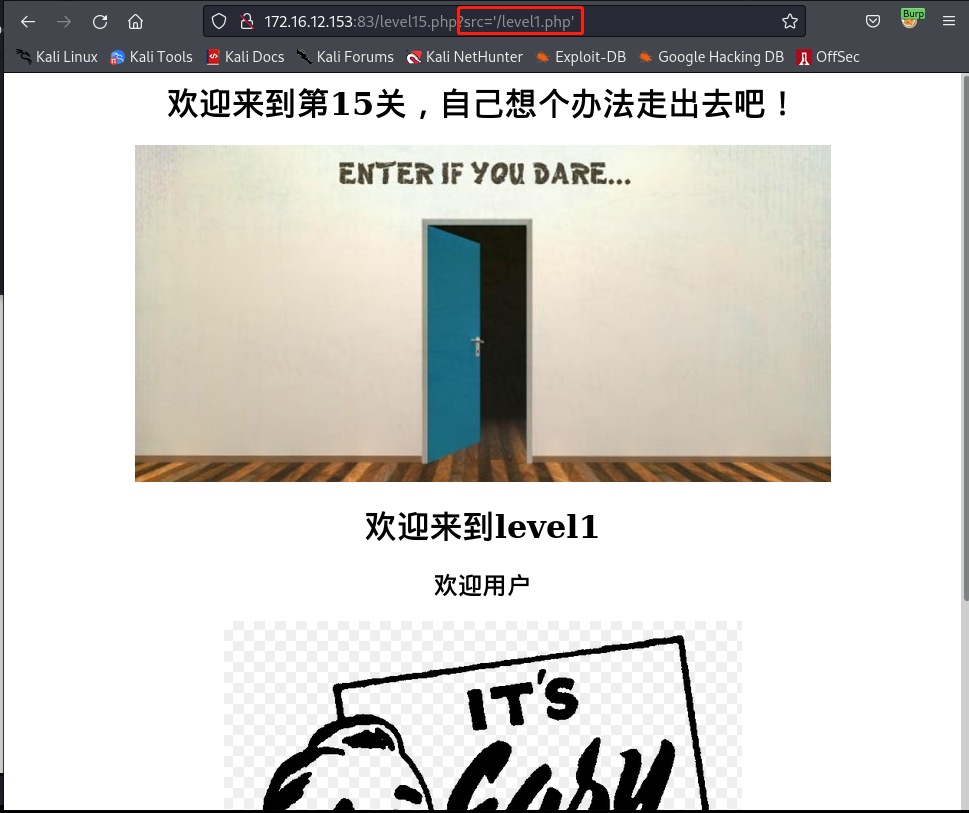 Burp
172.16.12.153:83/level15.php?src='/level1.php'
Kali Linux Kali Tools Kali Docs Kali Forums Kali NetHunter Exploit-DB Google Hacking DB OffSec
欢迎来到第15关，自己想个办法走出去吧！
ENTER IF YOU DARE...
欢迎来到level1
欢迎用户
IT'S
Easy